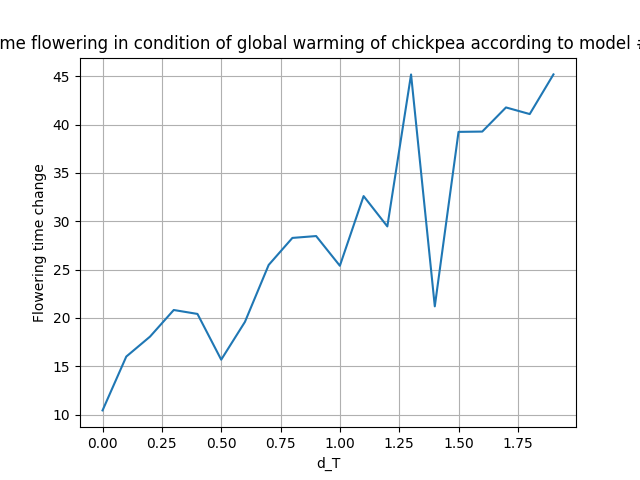 me flowering in condition of global warming of chickpea according to model #
45
40
35
30
25
20
15
10
Flowering time change
0.00 0.25 0.50 0.75 1.00 1.25 1.50 1.75
d_T